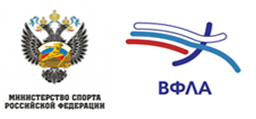 МИНИСТЕРСТВО СПОРТА
РОССИЙСКОЙ ФЕДЕРАЦИИ
ВФЛА